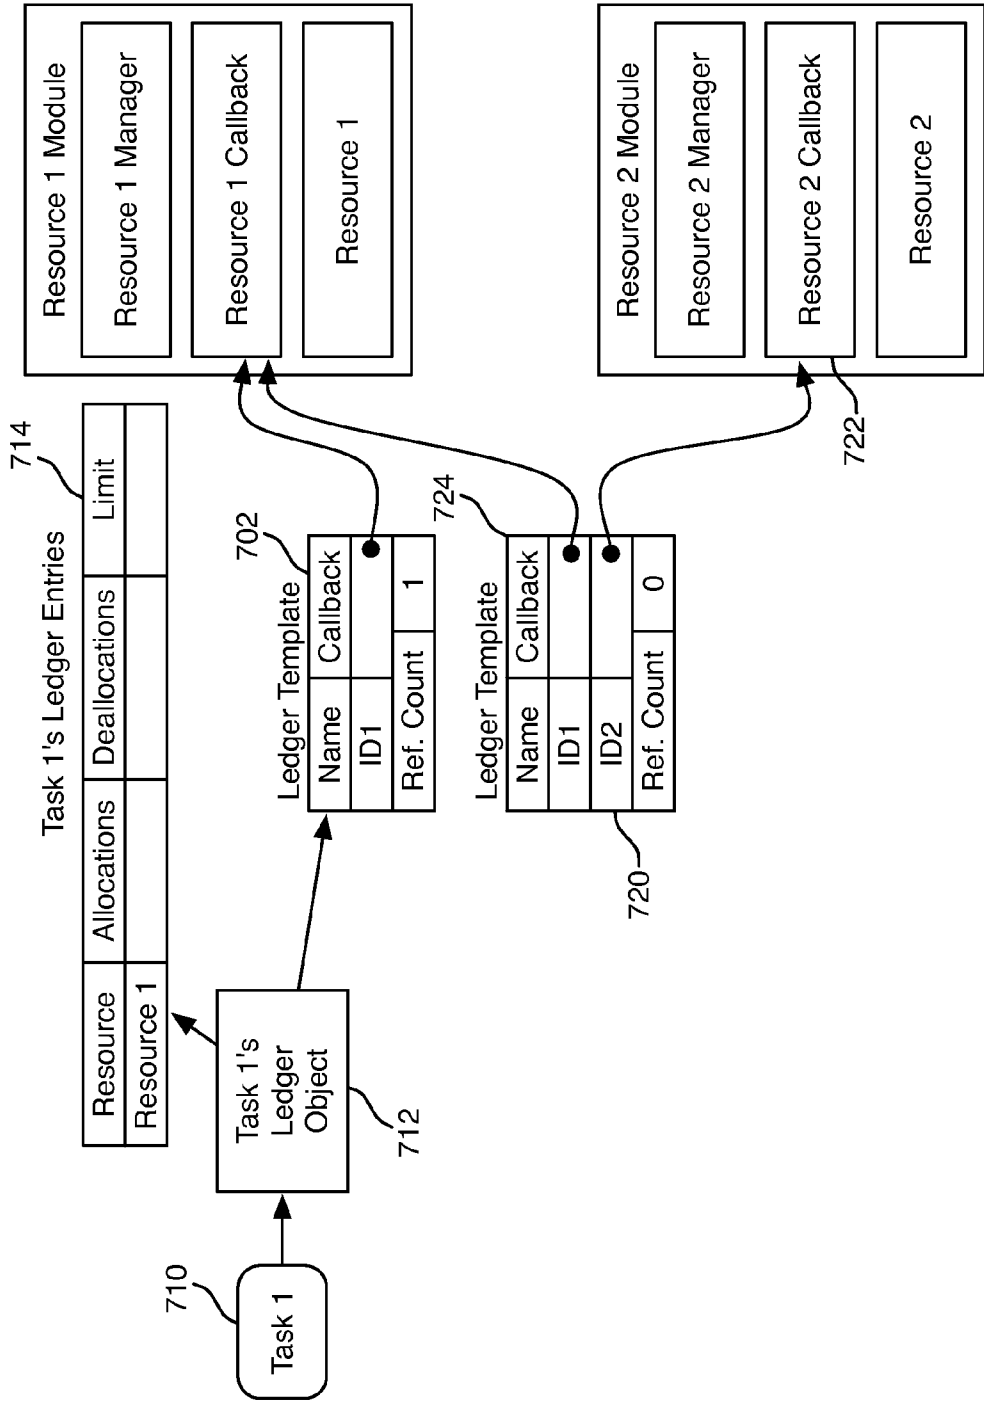 Task 1's Ledger Entries
714
Resource Allocations Deallocations Limit
Resource 1
710
Task 1
Task 1's
Ledger
Object
712
Ledger Template
702
Name Callback
ID1
Ref. Count 1
Ledger Template
724
Name Callback
ID1
ID2
Ref. Count 0
720
Resource 1 Module
Resource 1 Manager
Resource 1 Callback
Resource 1
Resource 2 Module
Resource 2 Manager
Resource 2 Callback
722
Resource 2